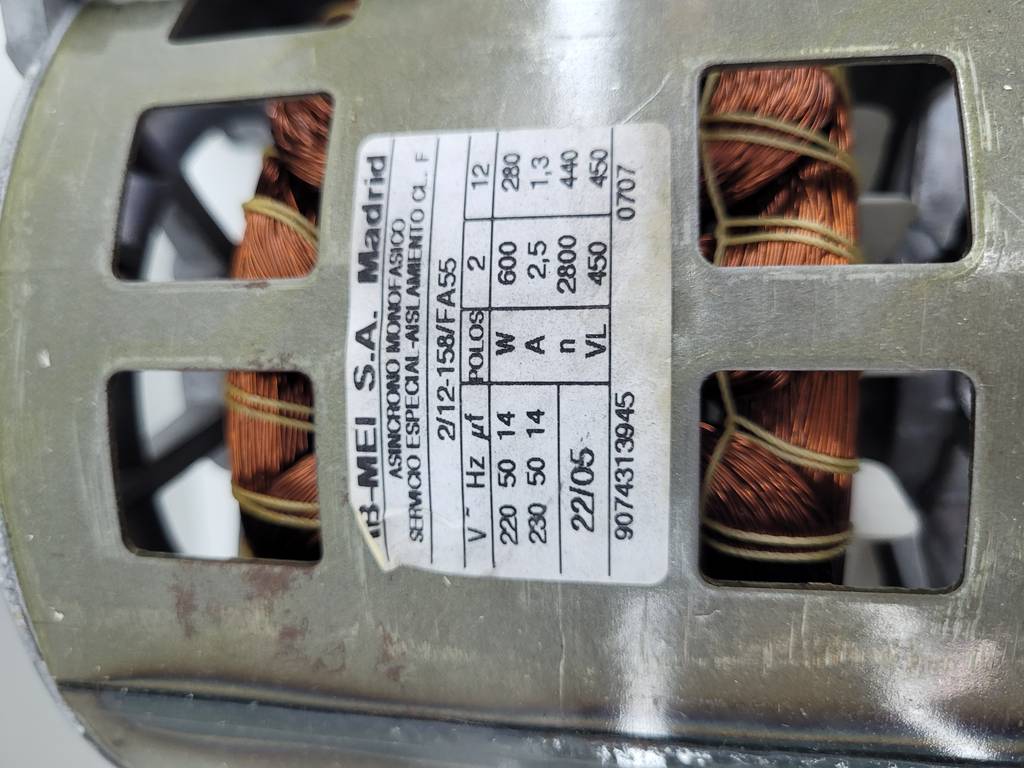 B-MEI S.A. Madrid
ASINCRONO MONOFASICO
SERVICIO ESPECIAL-AISLAMIENTO CL. F
2/12-158/FA55
V~ Hz µf POLOS 2 12
220 50 14 W 600 280
230 50 14 A 2,5 1,3
22/05 n 2800 440
VL 450 450
9074313945 0707